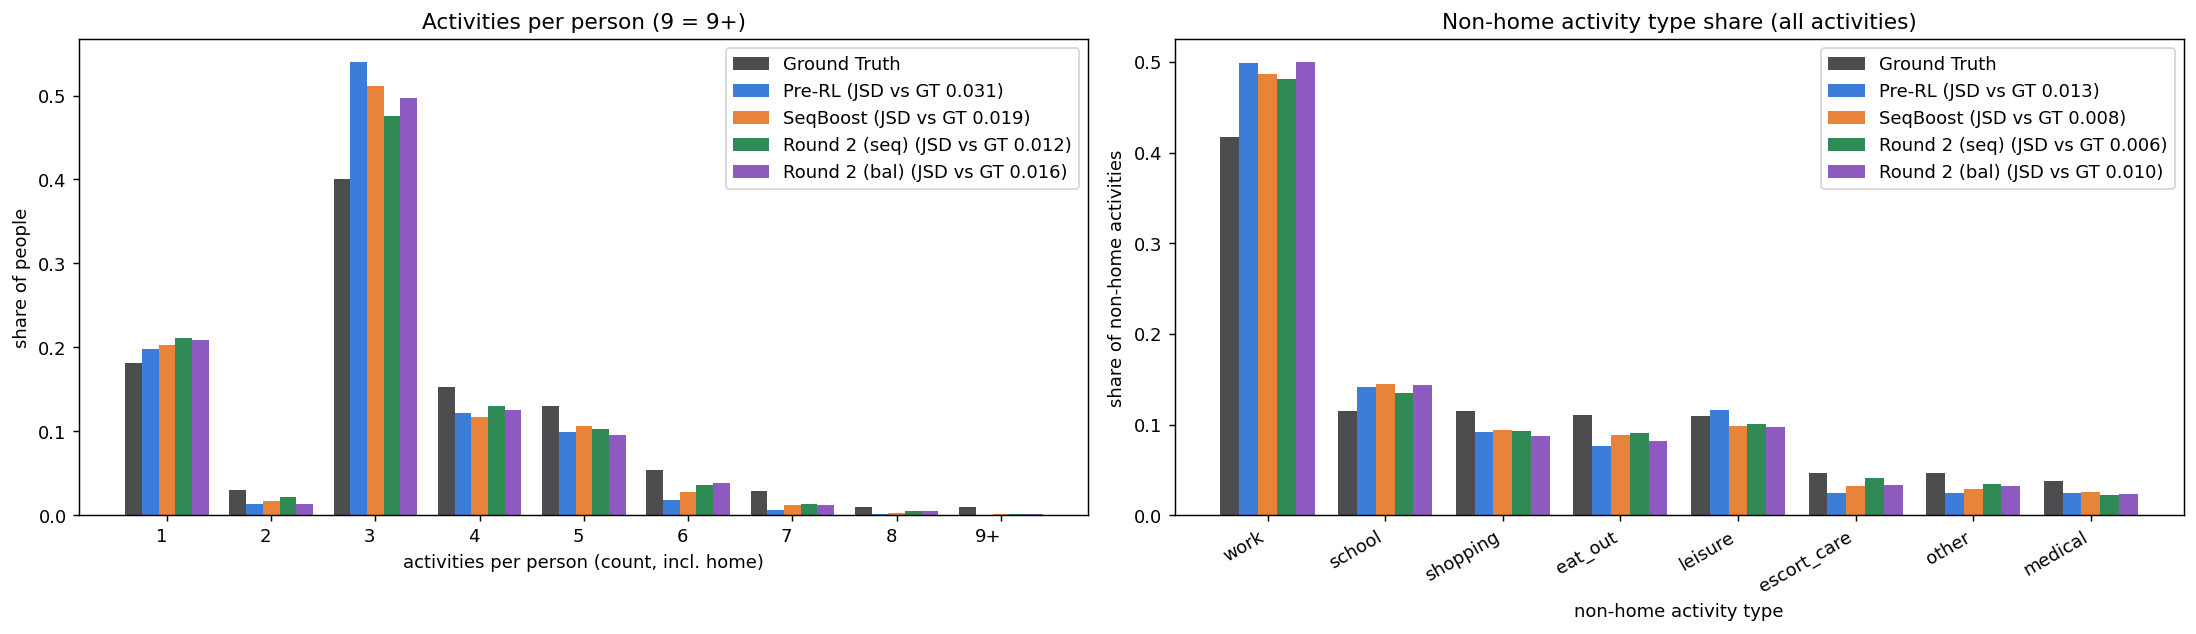 Activities per person (9 = 9+)
share of people
0.5
0.4
0.3
0.2
0.1
0.0
Ground Truth
Pre-RL (JSD vs GT 0.031)
SeqBoost (JSD vs GT 0.019)
Round 2 (seq) (JSD vs GT 0.012)
Round 2 (bal) (JSD vs GT 0.016)
1 2 3 4 5 6 7 8 9+
activities per person (count, incl. home)
Non-home activity type share (all activities)
share of non-home activities
0.5
0.4
0.3
0.2
0.1
0.0
Ground Truth
Pre-RL (JSD vs GT 0.013)
SeqBoost (JSD vs GT 0.008)
Round 2 (seq) (JSD vs GT 0.006)
Round 2 (bal) (JSD vs GT 0.010)
work school shopping eat_out leisure escort_care other medical
non-home activity type